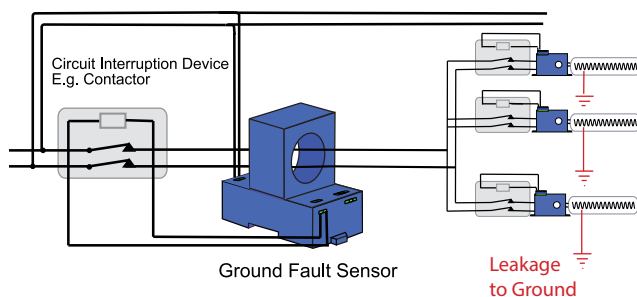 Circuit Interruption Device
E.g. Contactor
Ground Fault Sensor
Leakage
to Ground